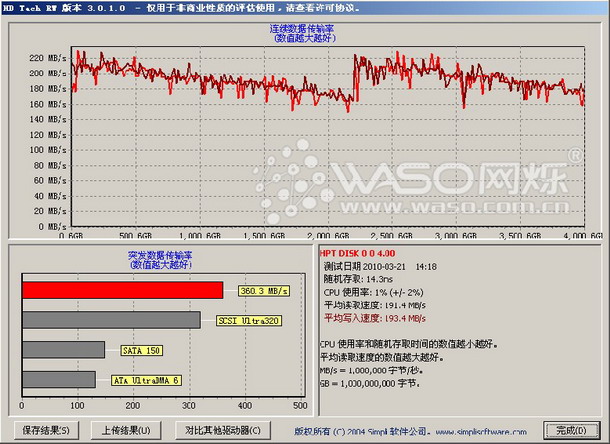 HD Tech RW 版本 3.0.1.0 - 仅用于非商业性质的评估使用，请查看许可协议。
连续数据传输率
(数值越大越好)
220 MB/s
200 MB/s
180 MB/s
160 MB/s
140 MB/s
120 MB/s
100 MB/s
80 MB/s
60 MB/s
40 MB/s
20 MB/s
0 MB/s
0.6GB 500.6GB 1,000.6GB 1,500.6GB 2,000.6GB 2,500.6GB 3,000.6GB 3,500.6GB 4,000.6GB
WASO网烁®
www.waso.com.cn
突发数据传输率
(数值越大越好)
360.3 MB/s
SCSI Ultra320
SATA 150
ATA UltraDMA 6
0 100 200 300 400 500
HPT DISK 0 0 4.00
测试日期 2010-03-21 14:18
随机存取: 14.3ns
CPU 使用率: 1% (+/- 2%)
平均读取速度: 191.4 MB/s
平均写入速度: 193.4 MB/s
CPU 使用率和随机存取时间的数值越小越好。
平均读取速度的数值越大越好。
MB/s = 1,000,000 字节/秒。
GB = 1,000,000,000 字节。
保存结果(S) 上传结果(U) 对比其他驱动器(C) 版权所有 (C) 2004 Simpli 软件公司。www.simplisoftware.com 完成(D)